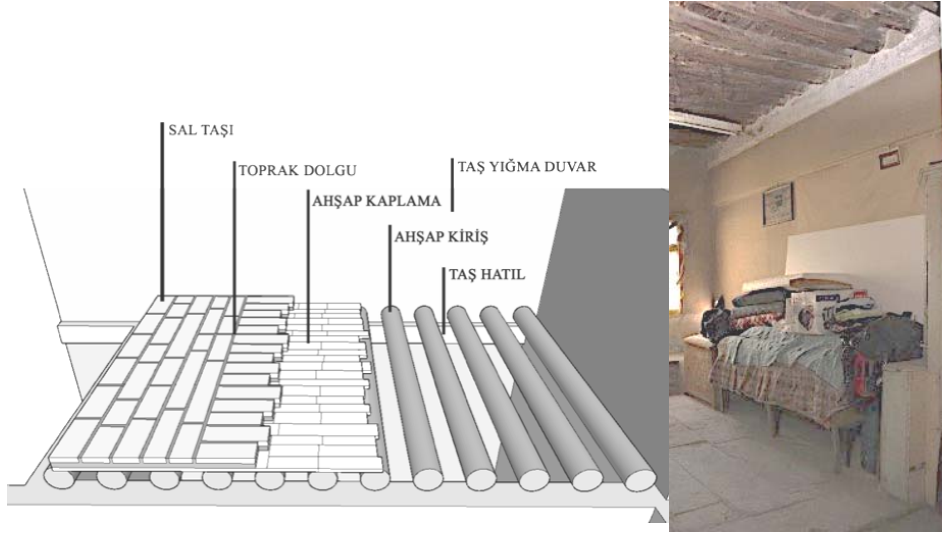 SAL TAŞI
TOPRAK DOLGU
TAŞ YIĞMA DUVAR
AHŞAP KAPLAMA
AHŞAP KİRİŞ
TAŞ HATIL